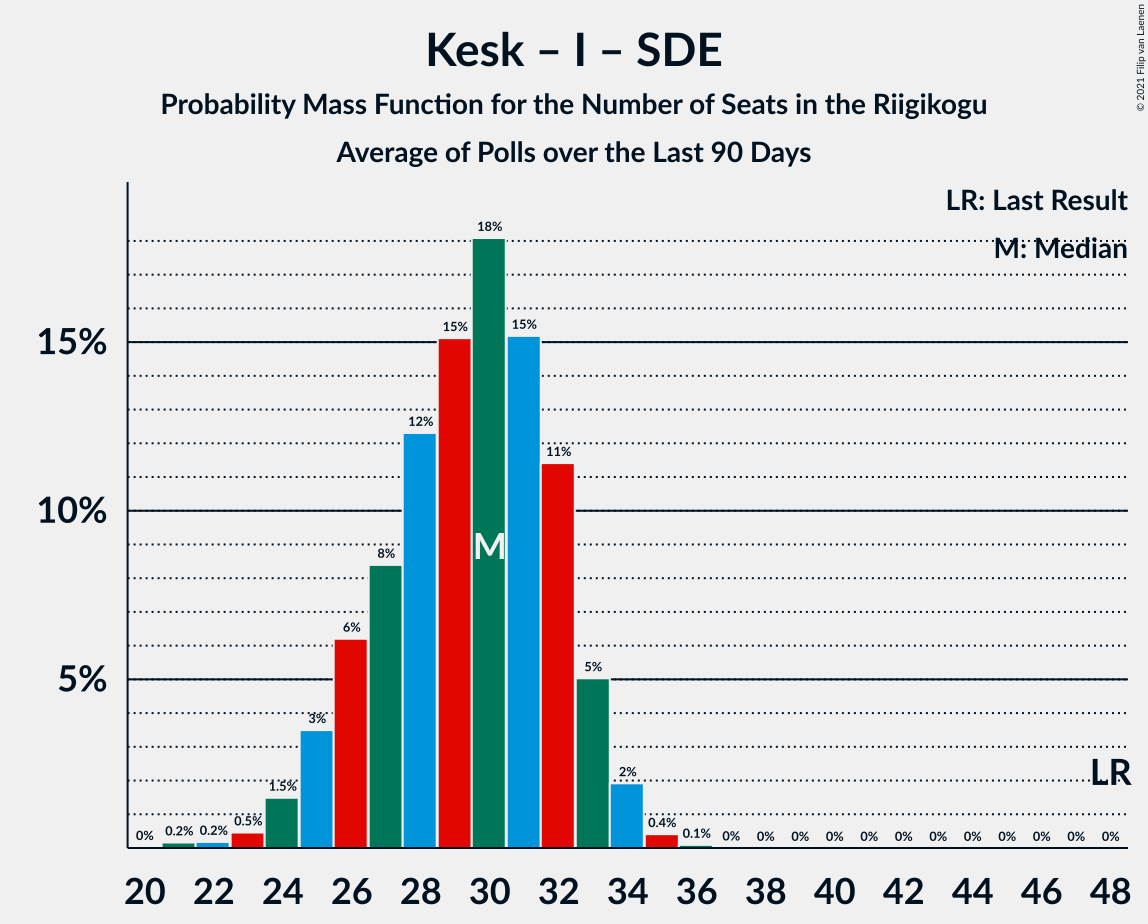 Kesk – I – SDE
Probability Mass Function for the Number of Seats in the Riigikogu
Average of Polls over the Last 90 Days
© 2021 Filip van Laenen
LR: Last Result
M: Median
18%
15%
15%
15%
12%
11%
10%
M
8%
6%
5%
5%
3%
2%
LR
1.5%
0.5%
0.4%
0% 0.2% 0.2% 0.1% 0% 0% 0% 0% 0% 0% 0% 0% 0% 0% 0% 0%
20 22 24 26 28 30 32 34 36 38 40 42 44 46 48